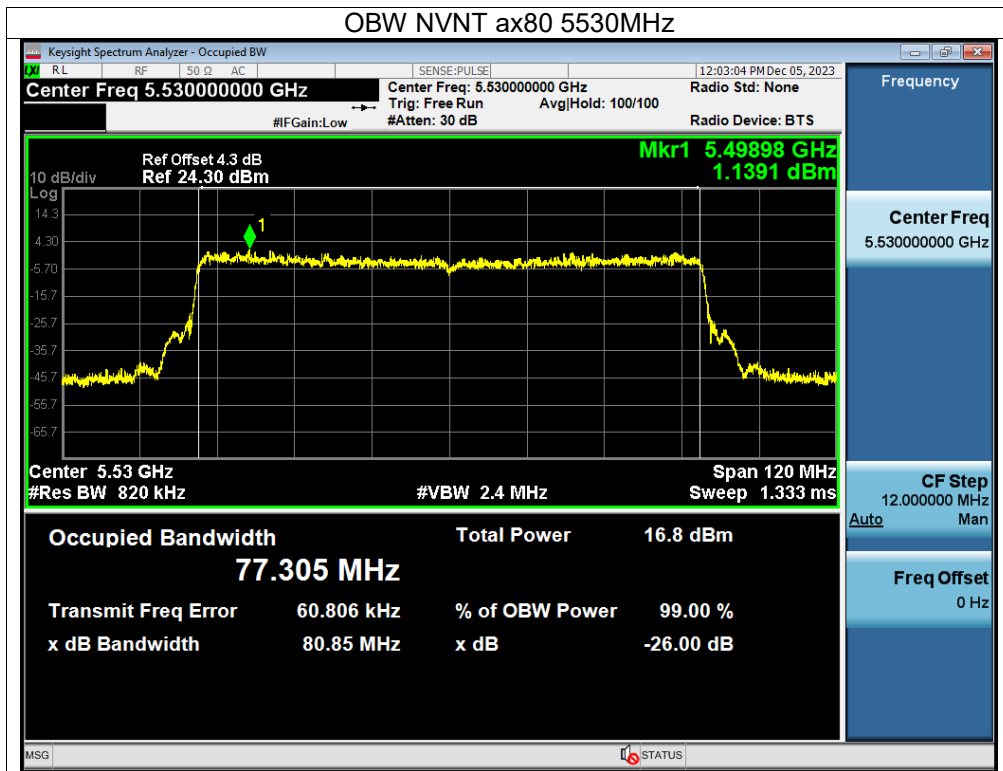 OBW NVNT ax80 5530MHz
Keysight Spectrum Analyzer - Occupied BW
LXI RL RF 50 Ω AC SENSE:PULSE 12:03:04 PM Dec 05, 2023
Center Freq 5.530000000 GHz Center Freq: 5.530000000 GHz Radio Std: None Frequency
Trig: Free Run Avg|Hold: 100/100
#IFGain:Low #Atten: 30 dB Radio Device: BTS
Mkr1 5.49898 GHz
Ref Offset 4.3 dB
10 dB/div Ref 24.30 dBm 1.1391 dBm
Log
14.3
4.30
-5.70
-15.7
-25.7
-35.7
-45.7
-55.7
-65.7
1
Center 5.53 GHz Span 120 MHz
#Res BW 820 kHz #VBW 2.4 MHz Sweep 1.333 ms
Occupied Bandwidth Total Power 16.8 dBm
77.305 MHz
Transmit Freq Error 60.806 kHz % of OBW Power 99.00 %
x dB Bandwidth 80.85 MHz x dB -26.00 dB
Center Freq
5.530000000 GHz
CF Step
12.000000 MHz
Auto Man
Freq Offset
0 Hz
MSG STATUS